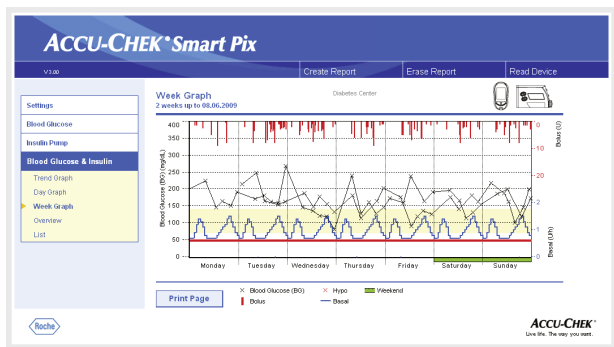 ACCU-CHEK® Smart Pix
V 3.00
Create Report
Erase Report
Read Device
Settings
Blood Glucose
Insulin Pump
Blood Glucose & Insulin
Trend Graph
Day Graph
Week Graph
Overview
List
Week Graph
2 weeks up to 08.06.2009
Diabetes Center
Blood Glucose (BG) (mg/dL)
400
350
300
250
200
150
100
50
0
Bolus (U)
0
10
20
Basal (U/h)
2
1
0
Monday
Tuesday
Wednesday
Thursday
Friday
Saturday
Sunday
Print Page
Blood Glucose (BG)
Hypo
Weekend
Bolus
Basal
Roche
ACCU-CHEK®
Live life. The way you want.